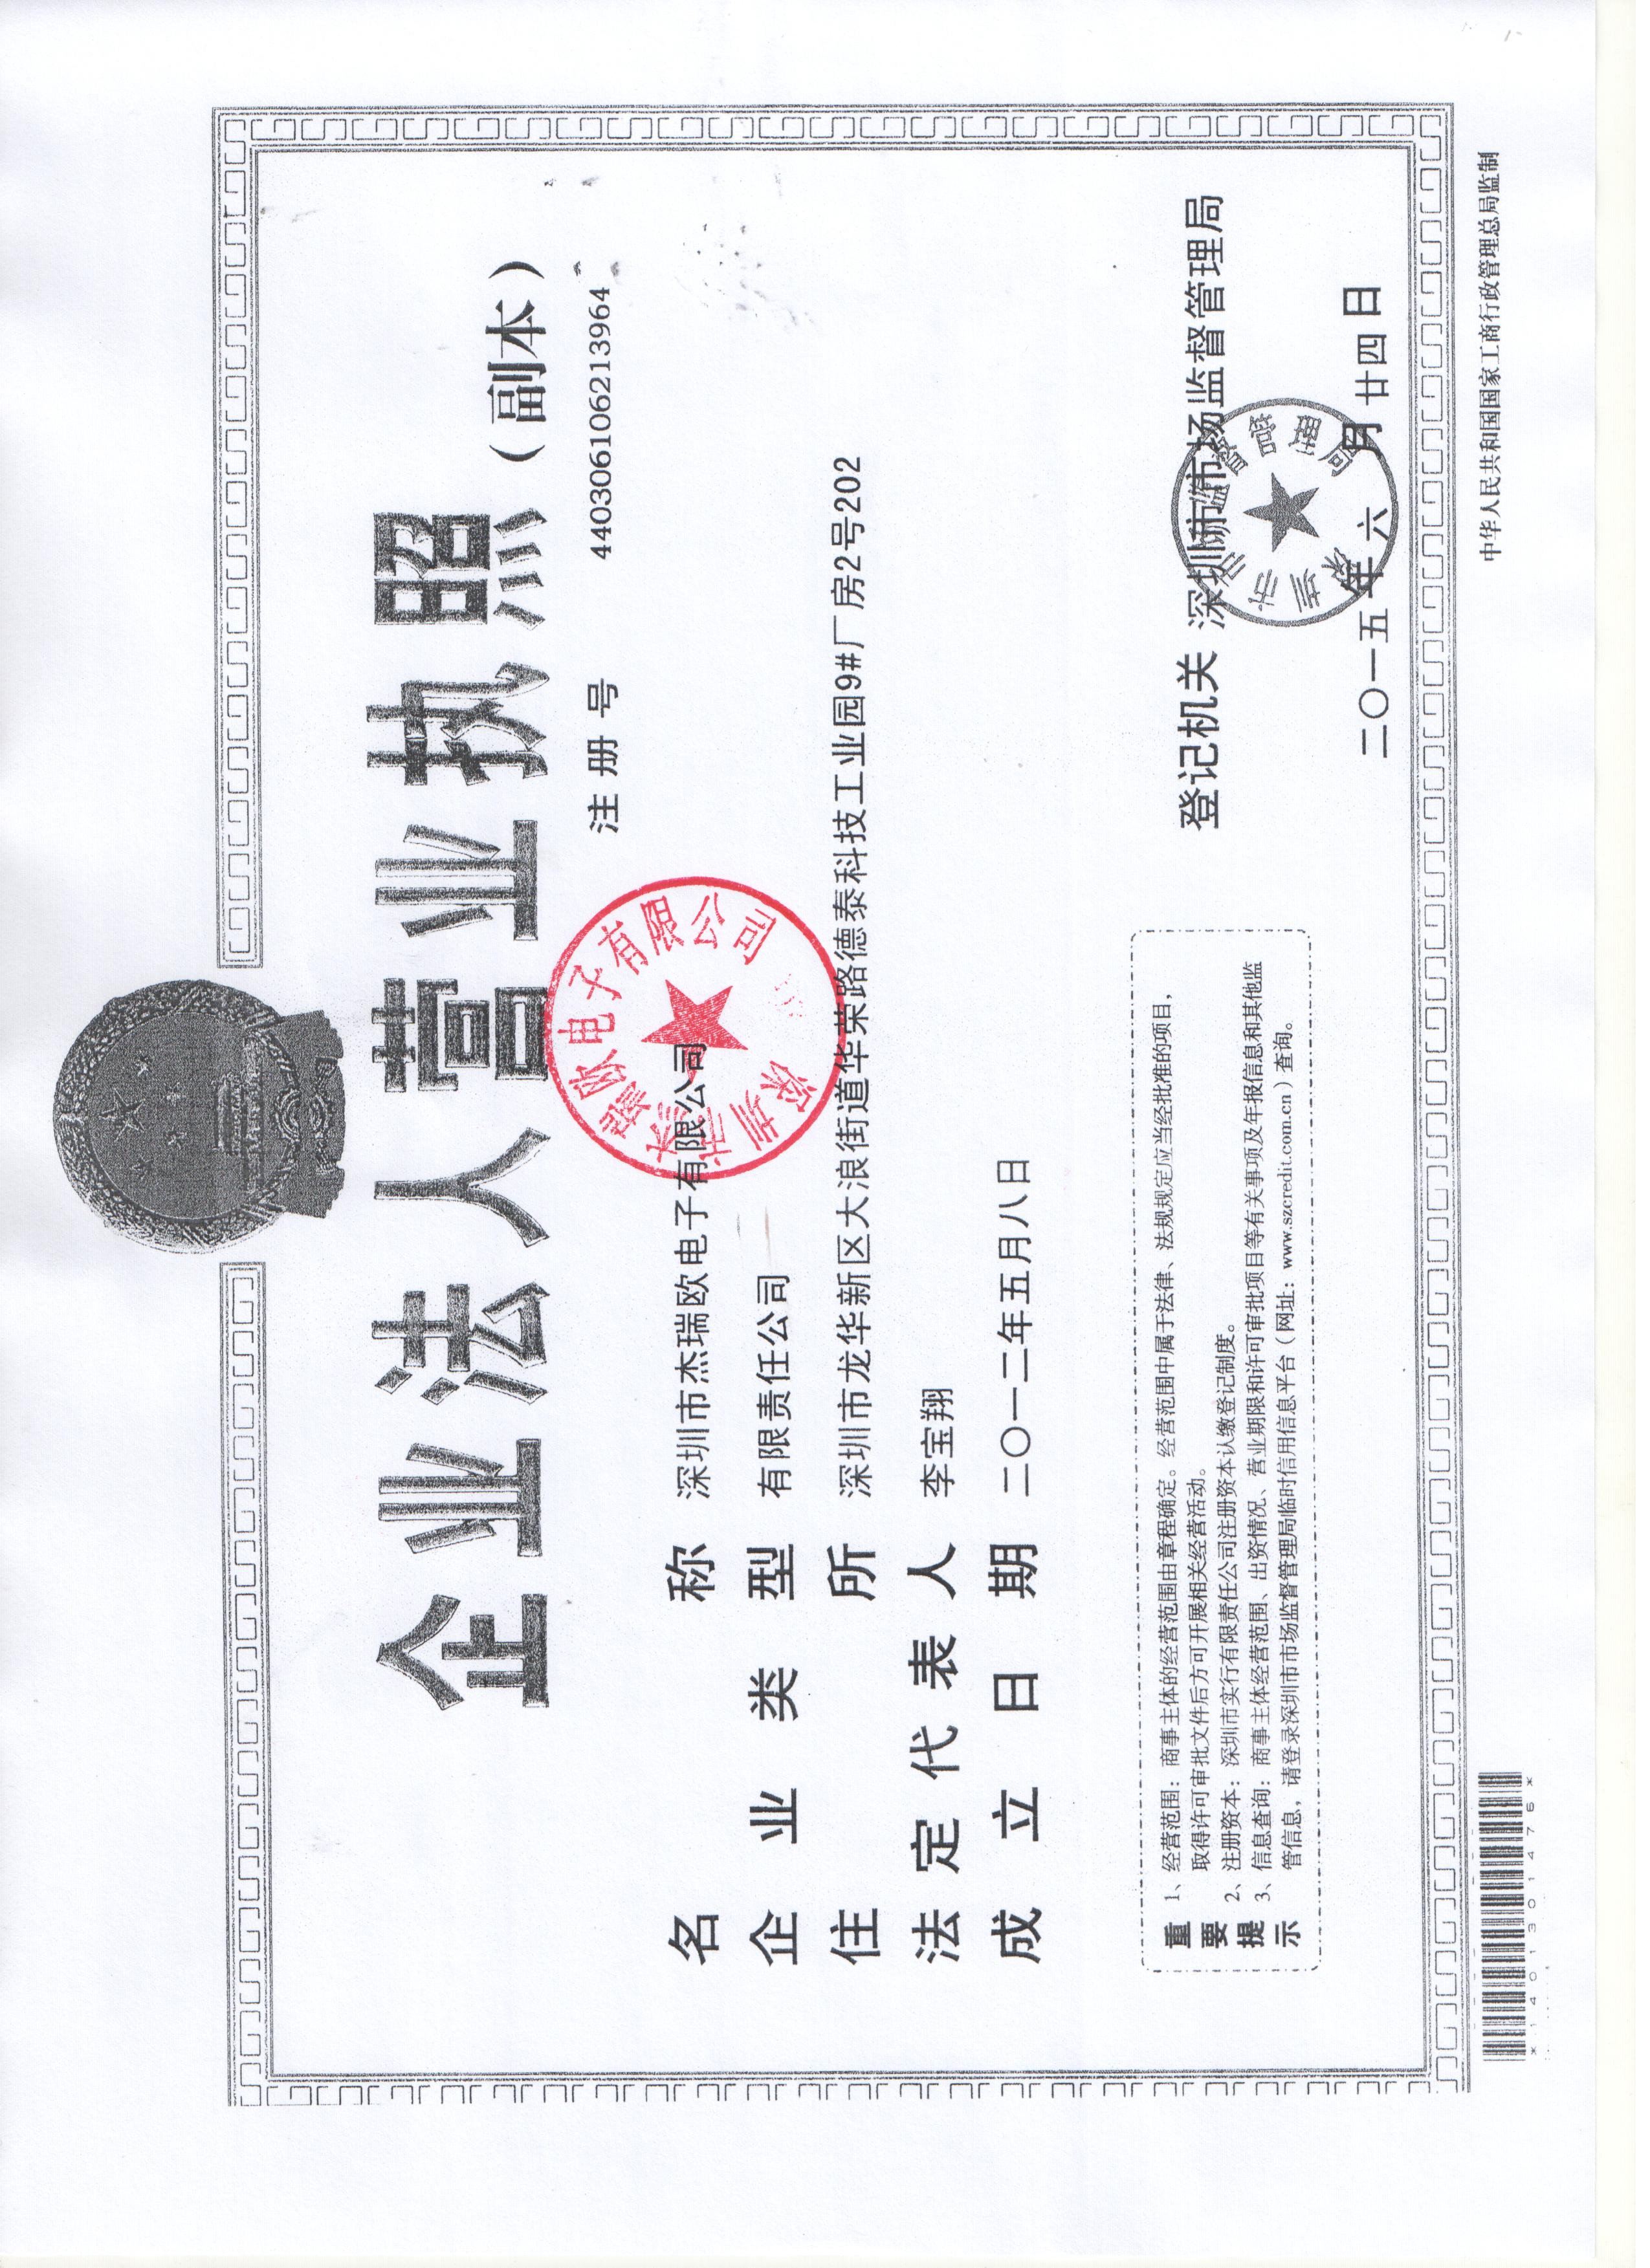 企业法人营业执照
（副本）
注 册 号 440306106213964
名 称 深圳市杰瑞欧电子有限公司
企 业 类 型 有限责任公司
住 所 深圳市龙华新区大浪街道华荣路德泰科技工业园9#厂房2号202
法 定 代 表 人 李宝翔
成 立 日 期 二〇一二年五月八日
深圳市杰瑞欧电子有限公司
重要提示
1、经营范围：商事主体的经营范围由章程确定。经营范围中属于法律、法规规定应当经批准的项目，
取得许可审批文件后方可开展相关经营活动。
2、注册资本：深圳市实行有限责任公司注册资本认缴登记制度。
3、信息查询：商事主体经营范围、出资情况、营业期限和许可审批项目等有关事项及年报信息和其他监
管信息，请登录深圳市市场监督管理局临时信用信息平台（网址：www.szcredit.com.cn）查询。
登记机关 深圳市市场监督管理局
二〇一五年六月廿四日
*1401301476*
中华人民共和国国家工商行政管理总局监制